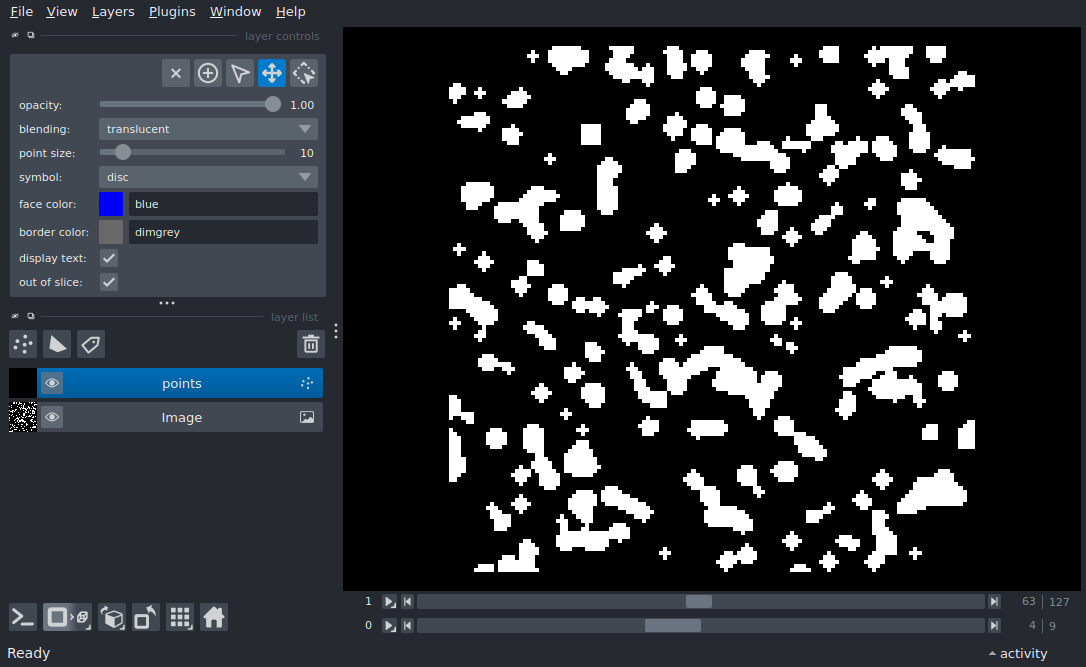 File View Layers Plugins Window Help
layer controls
opacity: 1.00
blending: translucent
point size: 10
symbol: disc
face color: blue
border color: dimgrey
display text:
out of slice:
layer list
points
Image
1 63 | 127
0 4 | 9
Ready activity